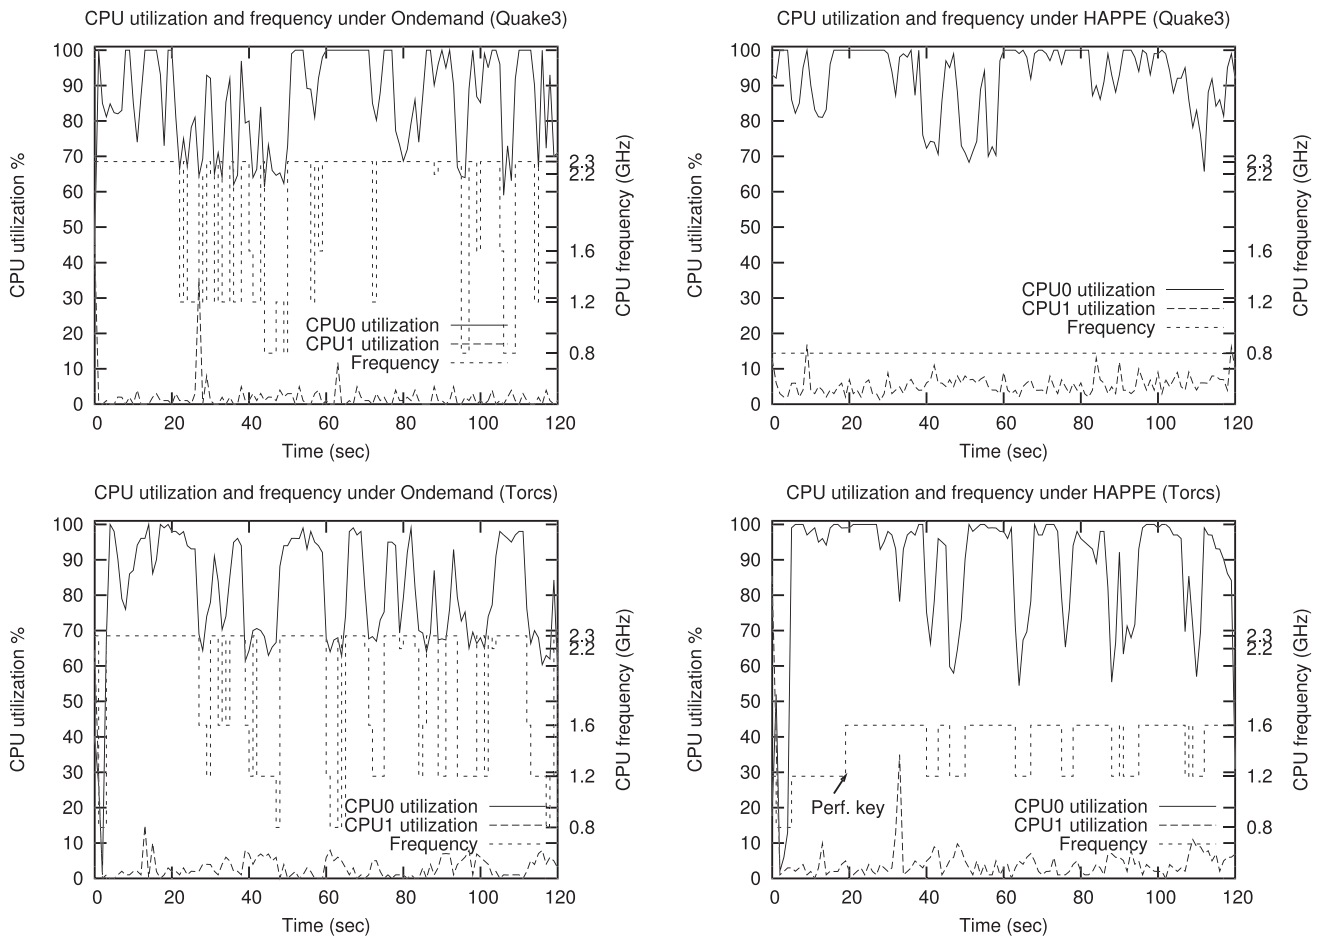 CPU utilization and frequency under Ondemand (Quake3)
CPU utilization %
100
90
80
70
60
50
40
30
20
10
0
2.3
2.2
1.6
1.2
0.8
CPU frequency (GHz)
CPU0 utilization
CPU1 utilization
Frequency
0 20 40 60 80 100 120
Time (sec)
CPU utilization and frequency under HAPPE (Quake3)
CPU utilization %
100
90
80
70
60
50
40
30
20
10
0
2.3
2.2
1.6
1.2
0.8
CPU frequency (GHz)
CPU0 utilization
CPU1 utilization
Frequency
0 20 40 60 80 100 120
Time (sec)
CPU utilization and frequency under Ondemand (Torcs)
CPU utilization %
100
90
80
70
60
50
40
30
20
10
0
2.3
2.2
1.6
1.2
0.8
CPU frequency (GHz)
CPU0 utilization
CPU1 utilization
Frequency
0 20 40 60 80 100 120
Time (sec)
CPU utilization and frequency under HAPPE (Torcs)
CPU utilization %
100
90
80
70
60
50
40
30
20
10
0
2.3
2.2
1.6
1.2
0.8
CPU frequency (GHz)
Perf. key
CPU0 utilization
CPU1 utilization
Frequency
0 20 40 60 80 100 120
Time (sec)